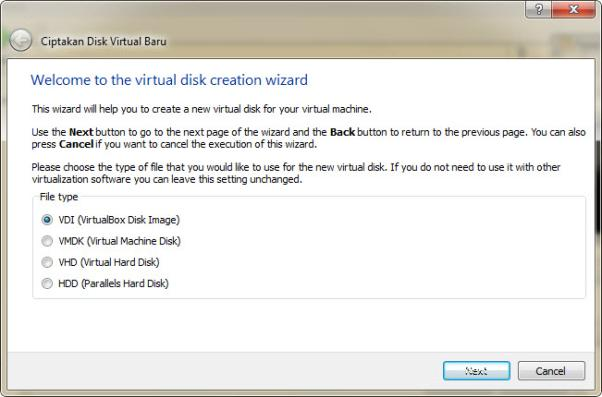 ?
Ciptakan Disk Virtual Baru
Welcome to the virtual disk creation wizard
This wizard will help you to create a new virtual disk for your virtual machine.
Use the Next button to go to the next page of the wizard and the Back button to return to the previous page. You can also
press Cancel if you want to cancel the execution of this wizard.
Please choose the type of file that you would like to use for the new virtual disk. If you do not need to use it with other
virtualization software you can leave this setting unchanged.
File type
VDI (VirtualBox Disk Image)
VMDK (Virtual Machine Disk)
VHD (Virtual Hard Disk)
HDD (Parallels Hard Disk)
Next
Cancel